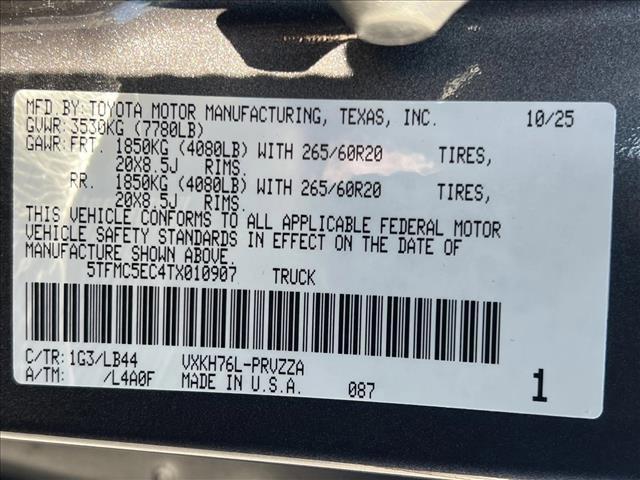 MFD.BY:TOYOTA MOTOR MANUFACTURING, TEXAS, INC. 10/25
GVWR:3530KG (7780LB)
GAWR:FRT. 1850KG (4080LB) WITH 265/60R20 TIRES,
20X8.5J RIMS.
RR. 1850KG (4080LB) WITH 265/60R20 TIRES,
20X8.5J RIMS.
THIS VEHICLE CONFORMS TO ALL APPLICABLE FEDERAL MOTOR
VEHICLE SAFETY STANDARDS IN EFFECT ON THE DATE OF
MANUFACTURE SHOWN ABOVE.
5TFMC5EC4TX010907 TRUCK
C/TR:1G3/LB44 VXKH76L-PRVZZA
A/TM: /L4A0F MADE IN U.S.A. 087 1